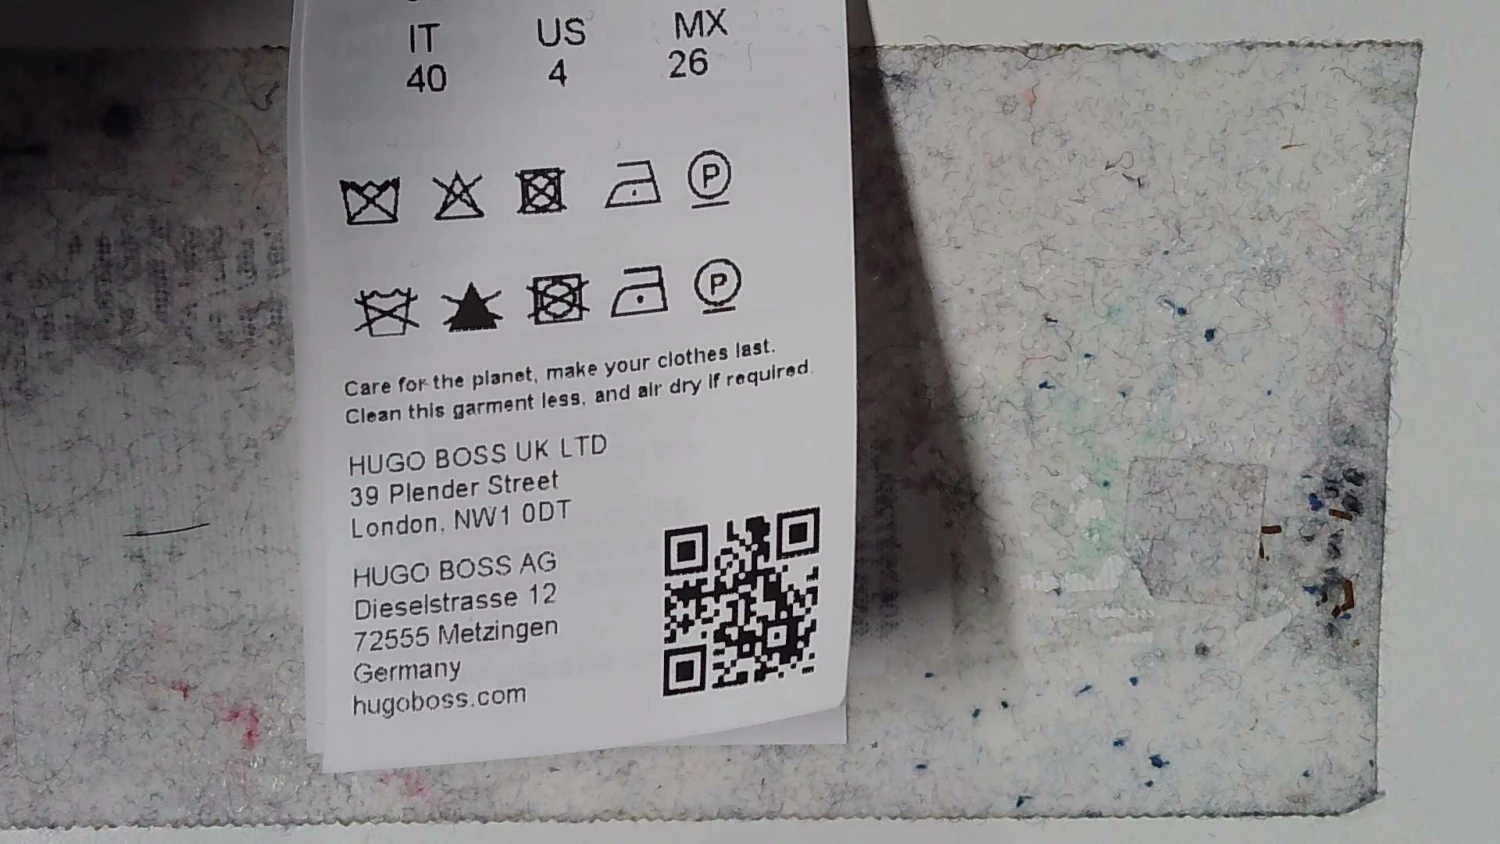 IT US MX
40 4 26
P
P
Care for the planet, make your clothes last.
Clean this garment less, and air dry if required.
HUGO BOSS UK LTD
39 Plender Street
London, NW1 0DT
HUGO BOSS AG
Dieselstrasse 12
72555 Metzingen
Germany
hugoboss.com